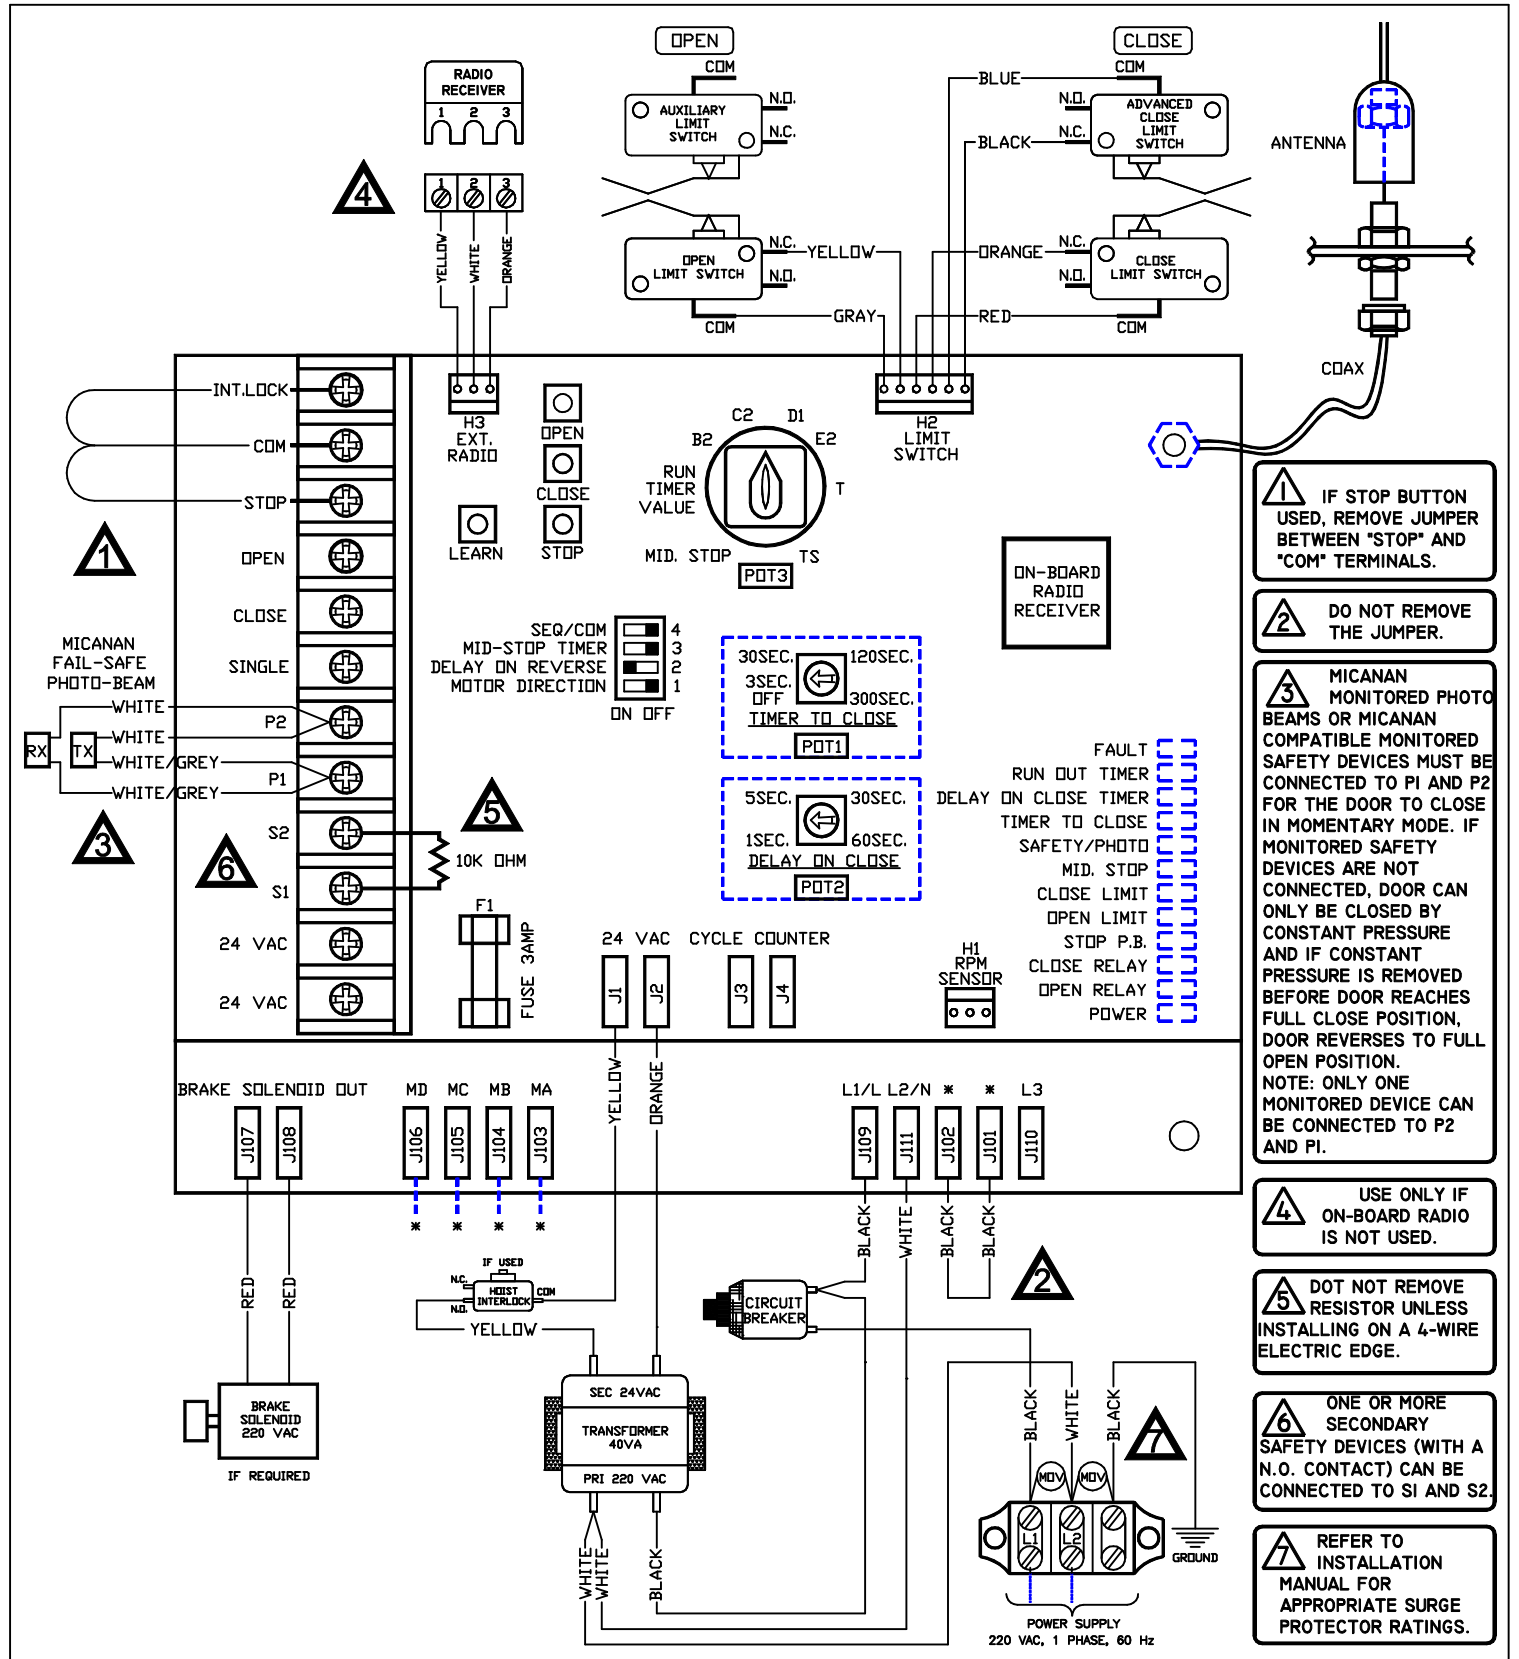 OPEN
CLOSE
COM
COM
RADIO
RECEIVER
1 2 3
AUXILIARY
LIMIT
SWITCH
N.O.
N.C.
BLUE
BLACK
N.O.
N.C.
ADVANCED
CLOSE
LIMIT
SWITCH
ANTENNA
4
1 2 3
YELLOW
WHITE
ORANGE
OPEN
LIMIT SWITCH
N.C.
N.O.
COM
YELLOW
GRAY
ORANGE
RED
N.C.
N.O.
CLOSE
LIMIT SWITCH
COM
COAX
INT.LOCK
COM
STOP
OPEN
CLOSE
SINGLE
P2
P1
S2
S1
24 VAC
24 VAC
1
MICANAN
FAIL-SAFE
PHOTO-BEAM
WHITE
WHITE
WHITE/GREY
WHITE/GREY
RX
TX
3
6
5
10K OHM
H3
EXT.
RADIO
OPEN
CLOSE
STOP
LEARN
H2
LIMIT
SWITCH
RUN
TIMER
VALUE
B2
C2
D1
E2
T
TS
MID. STOP
POT3
ON-BOARD
RADIO
RECEIVER
SEQ/COM 4
MID-STOP TIMER 3
DELAY ON REVERSE 2
MOTOR DIRECTION 1
ON OFF
30SEC. 120SEC.
3SEC.
OFF 300SEC.
TIMER TO CLOSE
POT1
5SEC. 30SEC.
1SEC. 60SEC.
DELAY ON CLOSE
POT2
FAULT
RUN OUT TIMER
DELAY ON CLOSE TIMER
TIMER TO CLOSE
SAFETY/PHOTO
MID. STOP
CLOSE LIMIT
OPEN LIMIT
STOP P.B.
CLOSE RELAY
OPEN RELAY
POWER
F1
FUSE 3AMP
24 VAC
J1
J2
CYCLE COUNTER
J3
J4
H1
RPM
SENSOR
YELLOW
ORANGE
BRAKE SOLENOID OUT
J107
J108
MD MC MB MA
J106
J105
J104
J103
* * * *
L1/L L2/N * * L3
J109
J111
J102
J101
J110
RED
RED
BLACK
WHITE
BLACK
BLACK
2
IF USED
N.C.
N.O.
HOIST
INTERLOCK
COM
YELLOW
CIRCUIT
BREAKER
BRAKE
SOLENOID
220 VAC
IF REQUIRED
SEC 24VAC
TRANSFORMER
40VA
PRI 220 VAC
WHITE
WHITE
BLACK
BLACK
WHITE
BLACK
7
MOV
MOV
L1
L2
GROUND
POWER SUPPLY
220 VAC, 1 PHASE, 60 Hz
1 IF STOP BUTTON
USED, REMOVE JUMPER
BETWEEN "STOP" AND
"COM" TERMINALS.
2 DO NOT REMOVE
THE JUMPER.
3 MICANAN
MONITORED PHOTO
BEAMS OR MICANAN
COMPATIBLE MONITORED
SAFETY DEVICES MUST BE
CONNECTED TO P1 AND P2
FOR THE DOOR TO CLOSE
IN MOMENTARY MODE. IF
MONITORED SAFETY
DEVICES ARE NOT
CONNECTED, DOOR CAN
ONLY BE CLOSED BY
CONSTANT PRESSURE
AND IF CONSTANT
PRESSURE IS REMOVED
BEFORE DOOR REACHES
FULL CLOSE POSITION,
DOOR REVERSES TO FULL
OPEN POSITION.
NOTE: ONLY ONE
MONITORED DEVICE CAN
BE CONNECTED TO P2
AND P1.
4 USE ONLY IF
ON-BOARD RADIO
IS NOT USED.
5 DOT NOT REMOVE
RESISTOR UNLESS
INSTALLING ON A 4-WIRE
ELECTRIC EDGE.
6 ONE OR MORE
SECONDARY
SAFETY DEVICES (WITH A
N.O. CONTACT) CAN BE
CONNECTED TO S1 AND S2.
7 REFER TO
INSTALLATION
MANUAL FOR
APPROPRIATE SURGE
PROTECTOR RATINGS.